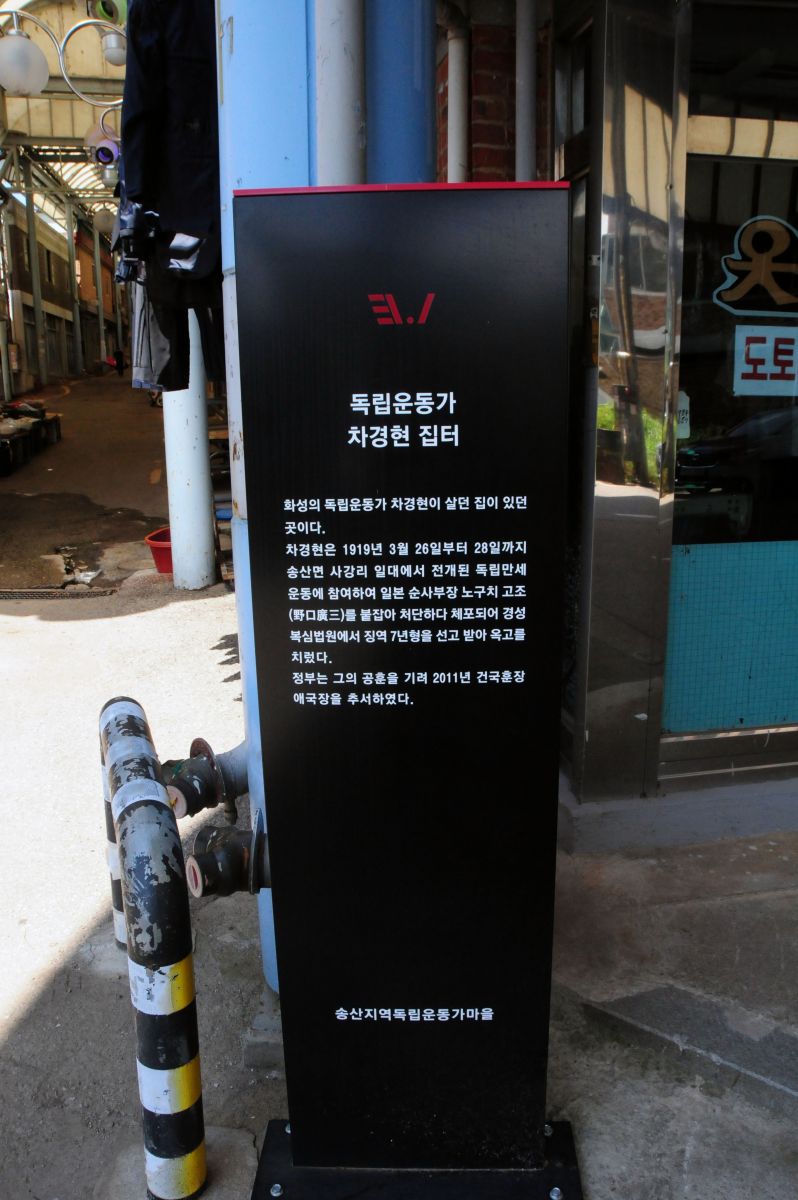 독립운동가
차경현 집터
화성의 독립운동가 차경현이 살던 집이 있던
곳이다.
차경현은 1919년 3월 26일부터 28일까지
송산면 사강리 일대에서 전개된 독립만세
운동에 참여하여 일본 순사부장 노구치 고조
(野口廣三)를 붙잡아 처단하다 체포되어 경성
복심법원에서 징역 7년형을 선고 받아 옥고를
치렀다.
정부는 그의 공훈을 기려 2011년 건국훈장
애국장을 추서하였다.
송산지역독립운동가마을
옷
도토